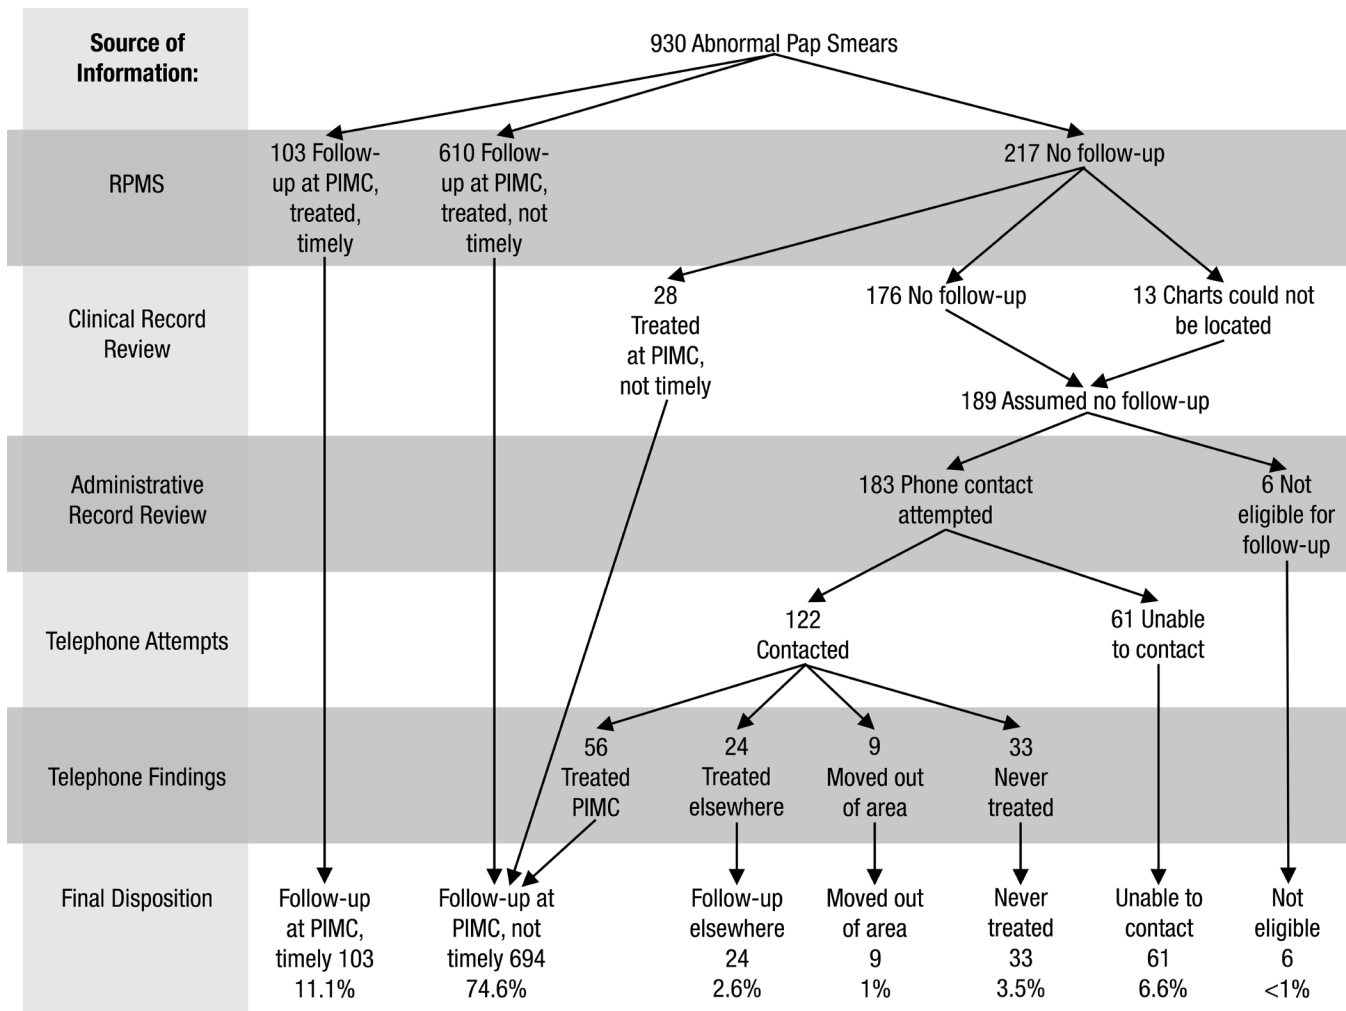 Source of
Information:
930 Abnormal Pap Smears
RPMS
103 Follow-
up at PIMC,
treated,
timely
610 Follow-
up at PIMC,
treated, not
timely
217 No follow-up
Clinical Record
Review
28
Treated
at PIMC,
not timely
176 No follow-up
13 Charts could not
be located
189 Assumed no follow-up
Administrative
Record Review
183 Phone contact
attempted
6 Not
eligible for
follow-up
Telephone Attempts
122
Contacted
61 Unable
to contact
Telephone Findings
56
Treated
PIMC
24
Treated
elsewhere
9
Moved out
of area
33
Never
treated
Final Disposition
Follow-up
at PIMC,
timely 103
11.1%
Follow-up at
PIMC, not
timely 694
74.6%
Follow-up
elsewhere
24
2.6%
Moved out
of area
9
1%
Never
treated
33
3.5%
Unable to
contact
61
6.6%
Not
eligible
6
<1%